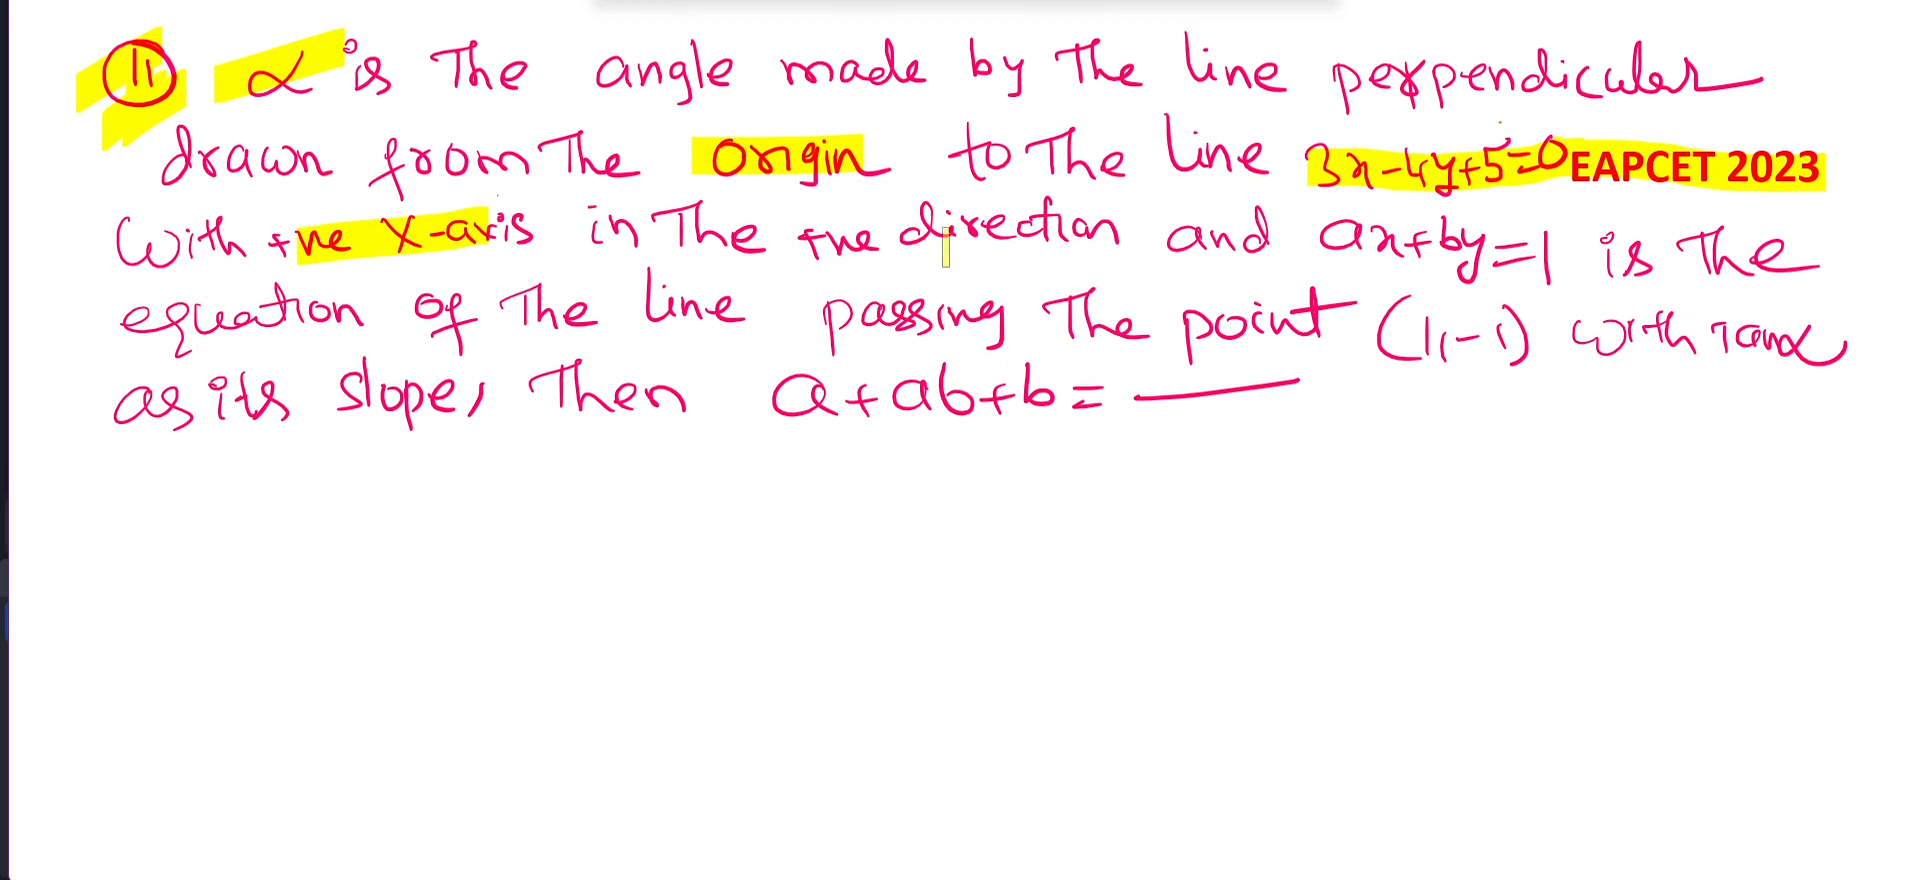 11 α is The angle made by The line perpendicular
drawn from The origin to The line 3x-4y+5=0 EAPCET 2023
With +ve X-axis in The +ve direction and ax+by=1 is The
equation of The line passing The point (1,-1) with Tanα
as its slope, Then a+ab+b= ____